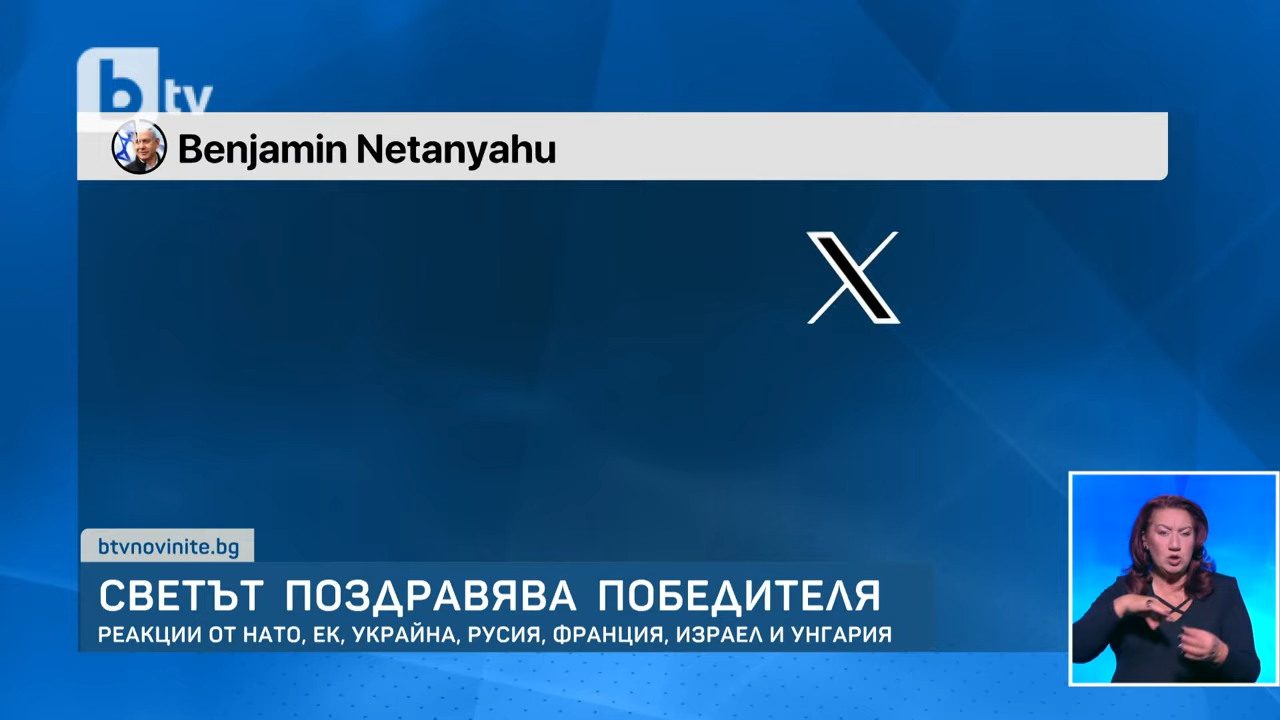 btv
Benjamin Netanyahu
X
btvnovinite.bg
СВЕТЪТ ПОЗДРАВЯВА ПОБЕДИТЕЛЯ
РЕАКЦИИ ОТ НАТО, ЕК, УКРАЙНА, РУСИЯ, ФРАНЦИЯ, ИЗРАЕЛ И УНГАРИЯ